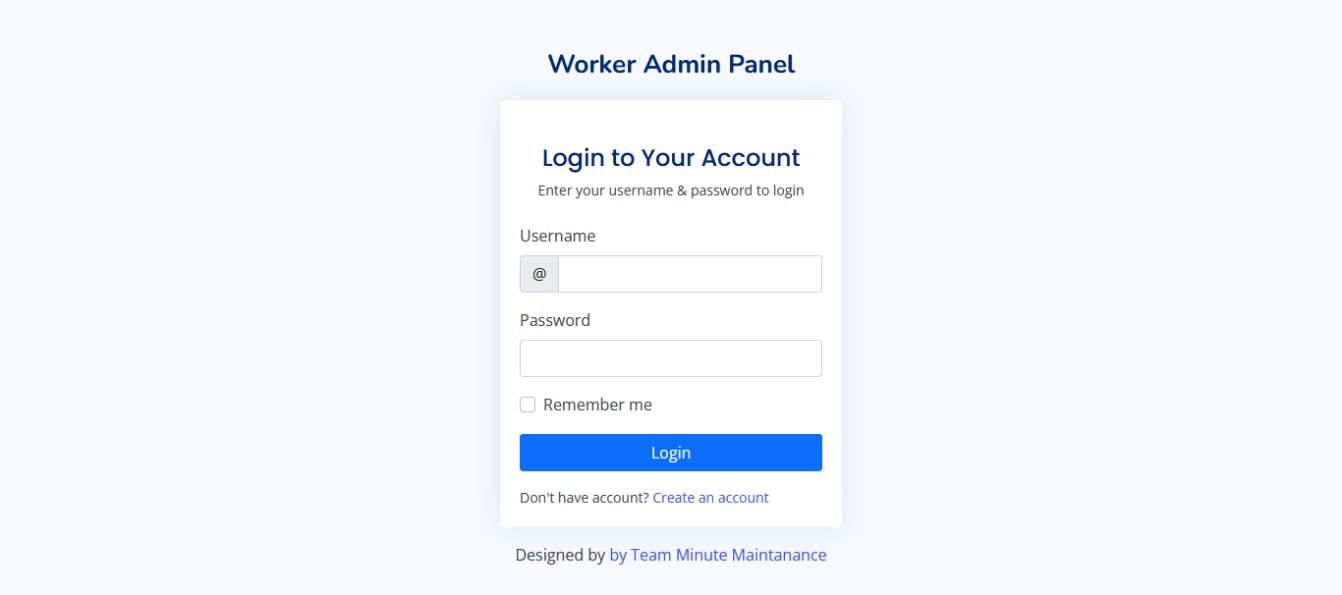 Worker Admin Panel
Login to Your Account
Enter your username & password to login
Username
@
Password
Remember me
Login
Don't have account? Create an account
Designed by by Team Minute Maintanance